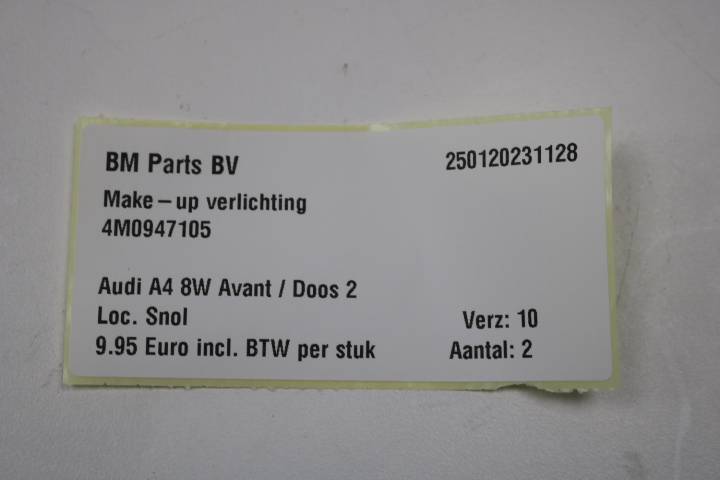 BM Parts BV 250120231128
Make-up verlichting
4M0947105
Audi A4 8W Avant / Doos 2
Loc. Snol Verz: 10
9.95 Euro incl. BTW per stuk Aantal: 2